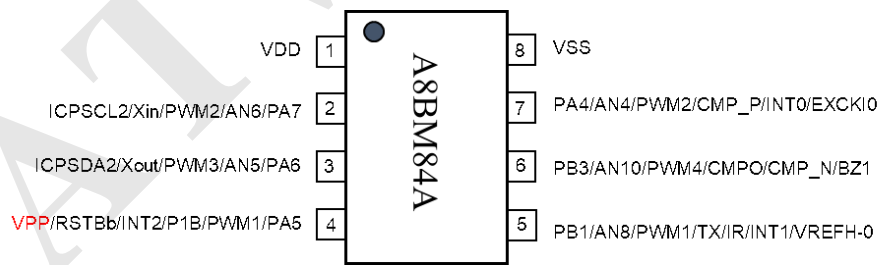 VDD 1 8 VSS
ICPSCL2/Xin/PWM2/AN6/PA7 2 7 PA4/AN4/PWM2/CMP_P/INT0/EXCKI0
ICPSDA2/Xout/PWM3/AN5/PA6 3 6 PB3/AN10/PWM4/CMPO/CMP_N/BZ1
VPP/RSTBb/INT2/P1B/PWM1/PA5 4 5 PB1/AN8/PWM1/TX/IR/INT1/VREFH-0
A8BM84A